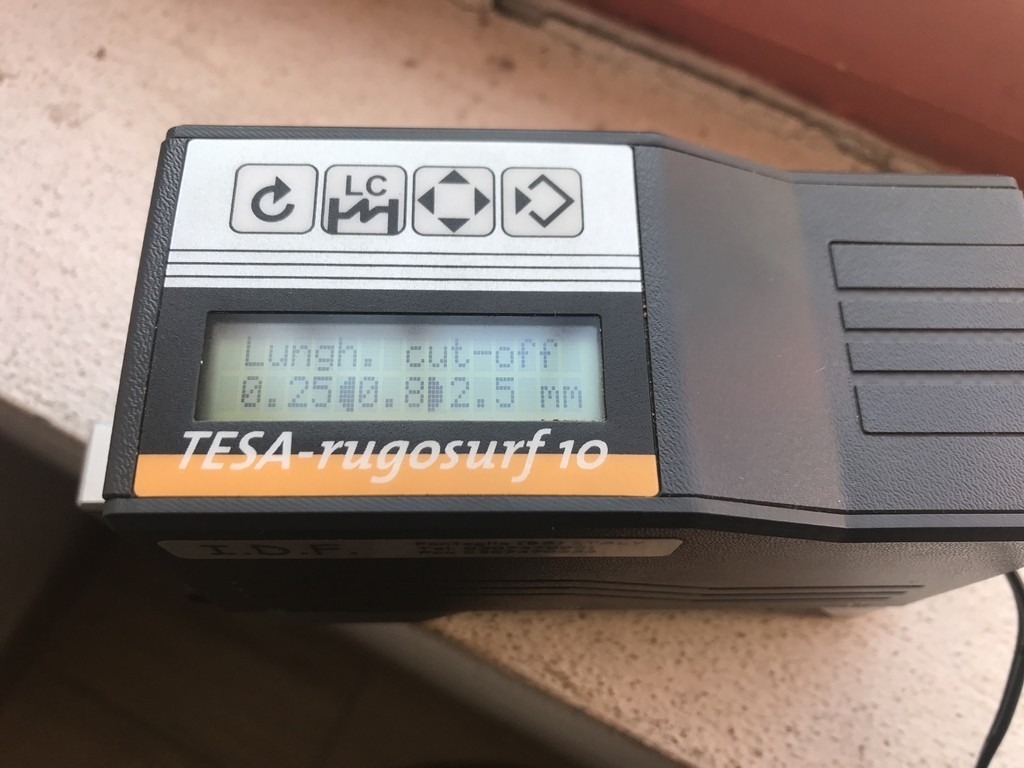 LC
Lungh. cut-off
0.25 0.8 2.5 mm
TESA-rugosurf 10
I.D.F.